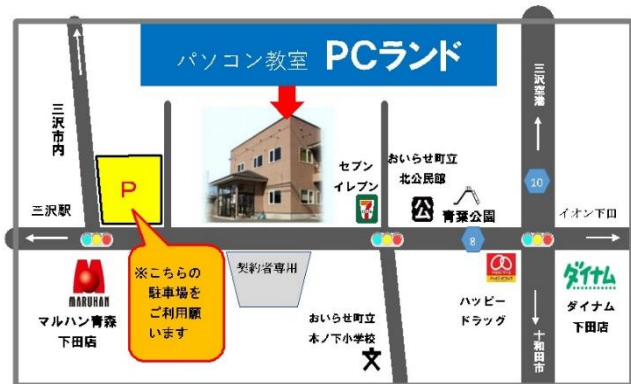 パソコン教室 PCランド
三沢市内
三沢空港
P
セブン
イレブン
7
おいらせ町立
北公民館
公
青葉公園
10
三沢駅
イオン下田
8
※こちらの
駐車場を
ご利用願
います
契約者専用
MARUHAN
マルハン青森
下田店
おいらせ町立
木ノ下小学校
文
ハッピー
ドラッグ
ダイナム
ダイナム
下田店
十和田市